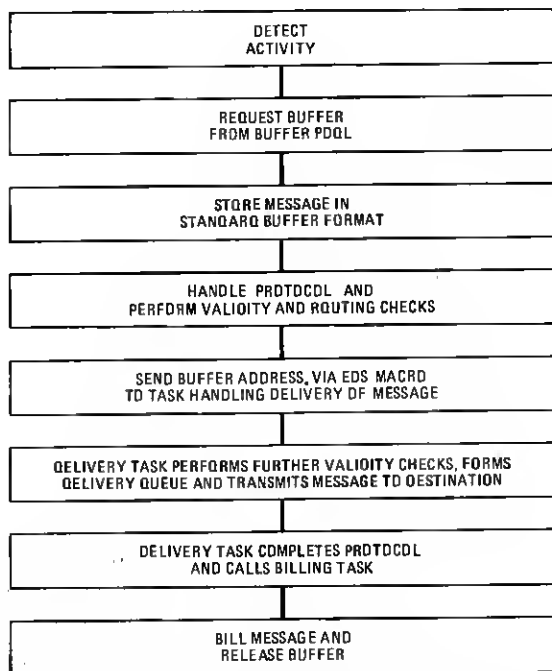 DETECT
ACTIVITY
REQUEST BUFFER
FROM BUFFER POOL
STORE MESSAGE IN
STANDARD BUFFER FORMAT
HANDLE PROTOCOL AND
PERFORM VALIDITY AND ROUTING CHECKS
SEND BUFFER ADDRESS, VIA EOS MACRO
TO TASK HANDLING DELIVERY OF MESSAGE
DELIVERY TASK PERFORMS FURTHER VALIDITY CHECKS, FORMS
DELIVERY QUEUE AND TRANSMITS MESSAGE TO DESTINATION
DELIVERY TASK COMPLETES PROTOCOL
AND CALLS BILLING TASK
BILL MESSAGE AND
RELEASE BUFFER